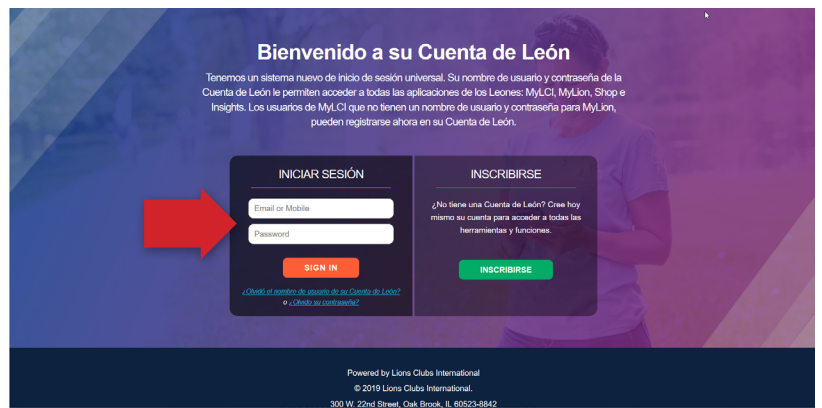 Bienvenido a su Cuenta de León
Tenemos un sistema nuevo de inicio de sesión universal. Su nombre de usuario y contraseña de la
Cuenta de León le permiten acceder a todas las aplicaciones de los Leones: MyLCI, MyLion, Shop e
Insights. Los usuarios de MyLCI que no tienen un nombre de usuario y contraseña para MyLion,
pueden registrarse ahora en su Cuenta de León.
INICIAR SESIÓN
Email or Mobile
Password
SIGN IN
¿Olvidó el nombre de usuario de su Cuenta de León?
o ¿Olvido su contraseña?
INSCRIBIRSE
¿No tiene una Cuenta de León? Cree hoy
mismo su cuenta para acceder a todas las
herramientas y funciones.
INSCRIBIRSE
Powered by Lions Clubs International
© 2019 Lions Clubs International.
300 W. 22nd Street, Oak Brook, IL 60523-8842